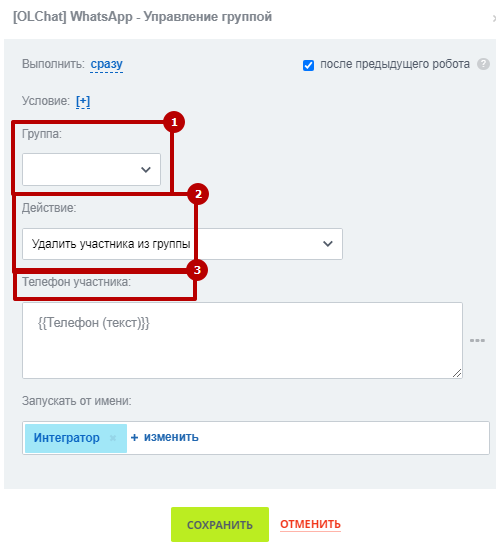 [OLChat] WhatsApp - Управление группой
Выполнить: сразу
после предыдущего робота ?
Условие: [+]
1
Группа:
2
Действие:
Удалить участника из группы
3
Телефон участника:
{{Телефон (текст)}}
Запускать от имени:
Интегратор × + изменить
СОХРАНИТЬ ОТМЕНИТЬ